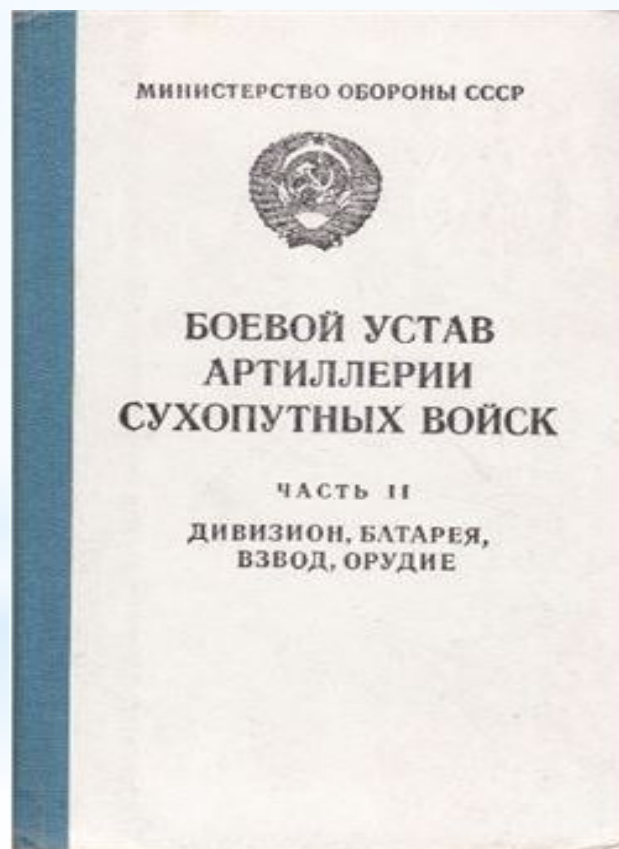 МИНИСТЕРСТВО ОБОРОНЫ СССР
БОЕВОЙ УСТАВ
АРТИЛЛЕРИИ
СУХОПУТНЫХ ВОЙСК
ЧАСТЬ II
ДИВИЗИОН, БАТАРЕЯ,
ВЗВОД, ОРУДИЕ